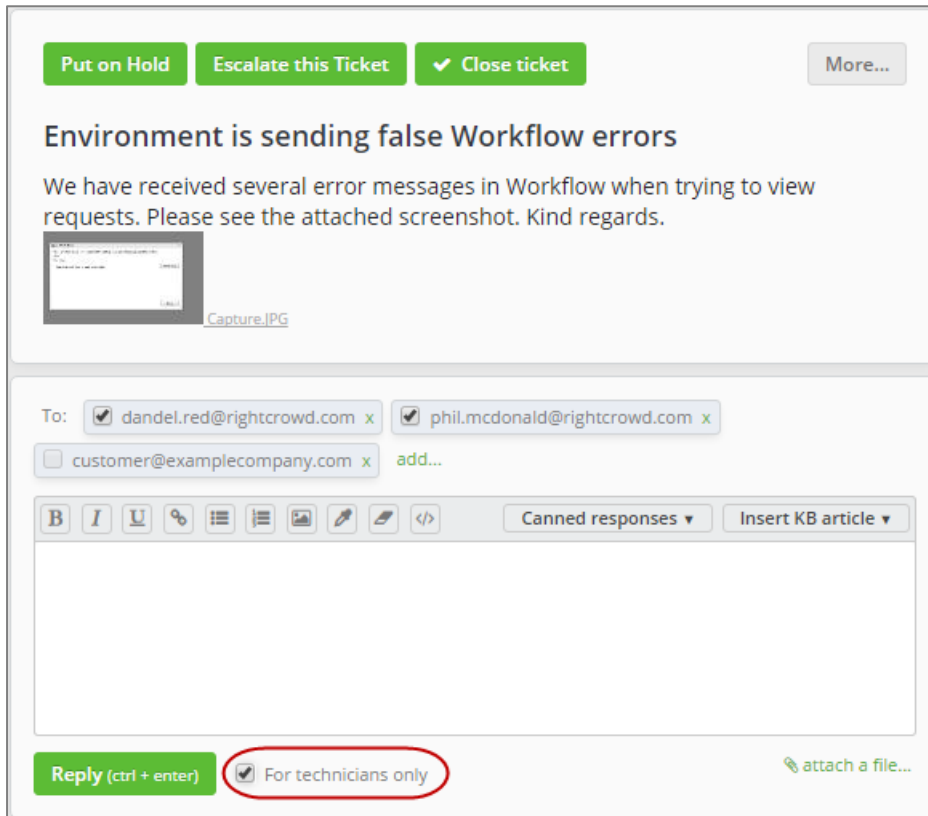 Put on Hold Escalate this Ticket ✔ Close ticket More...
Environment is sending false Workflow errors
We have received several error messages in Workflow when trying to view
requests. Please see the attached screenshot. Kind regards.
Capture.JPG
To: dandel.red@rightcrowd.com x phil.mcdonald@rightcrowd.com x
customer@examplecompany.com x add...
B I U </> Canned responses ▾ Insert KB article ▾
Reply (ctrl + enter) For technicians only attach a file...